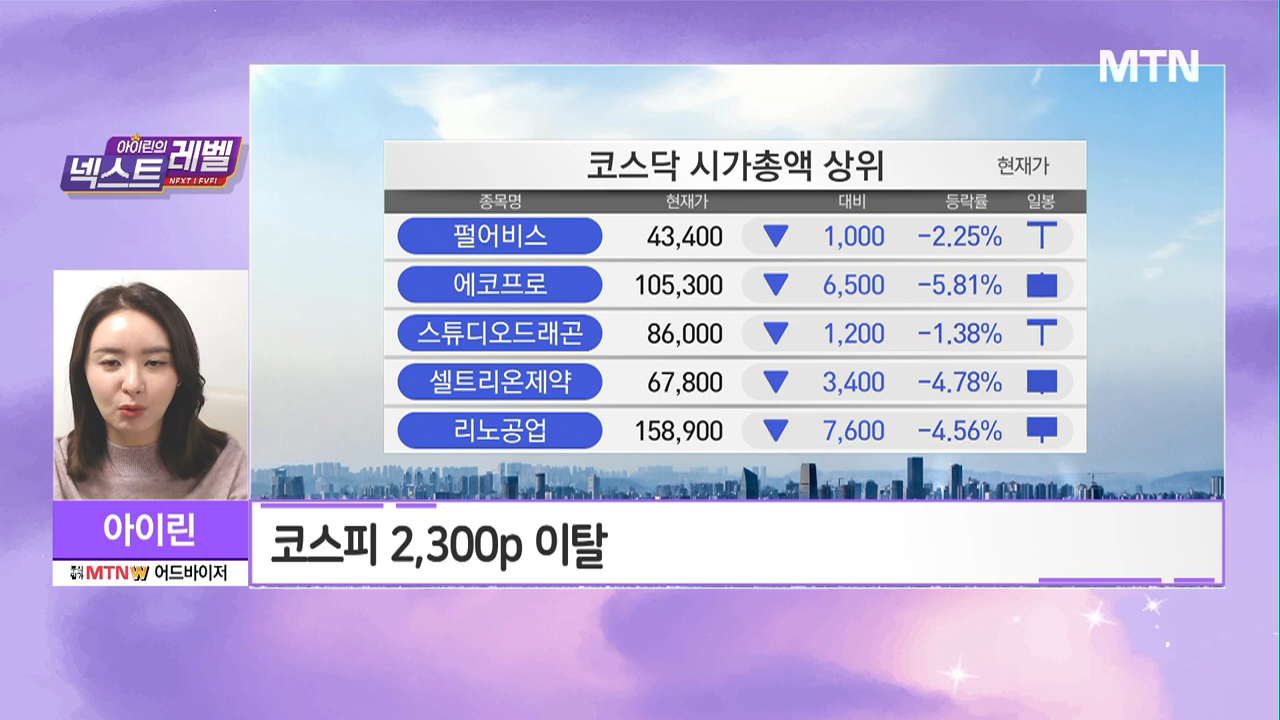 MTN
아이린의
넥스트 레벨
NEXT LEVEL
코스닥 시가총액 상위 현재가
종목명 현재가 대비 등락률 일봉
펄어비스 43,400 ▼ 1,000 -2.25%
에코프로 105,300 ▼ 6,500 -5.81%
스튜디오드래곤 86,000 ▼ 1,200 -1.38%
셀트리온제약 67,800 ▼ 3,400 -4.78%
리노공업 158,900 ▼ 7,600 -4.56%
아이린
MTNW 어드바이저
코스피 2,300p 이탈